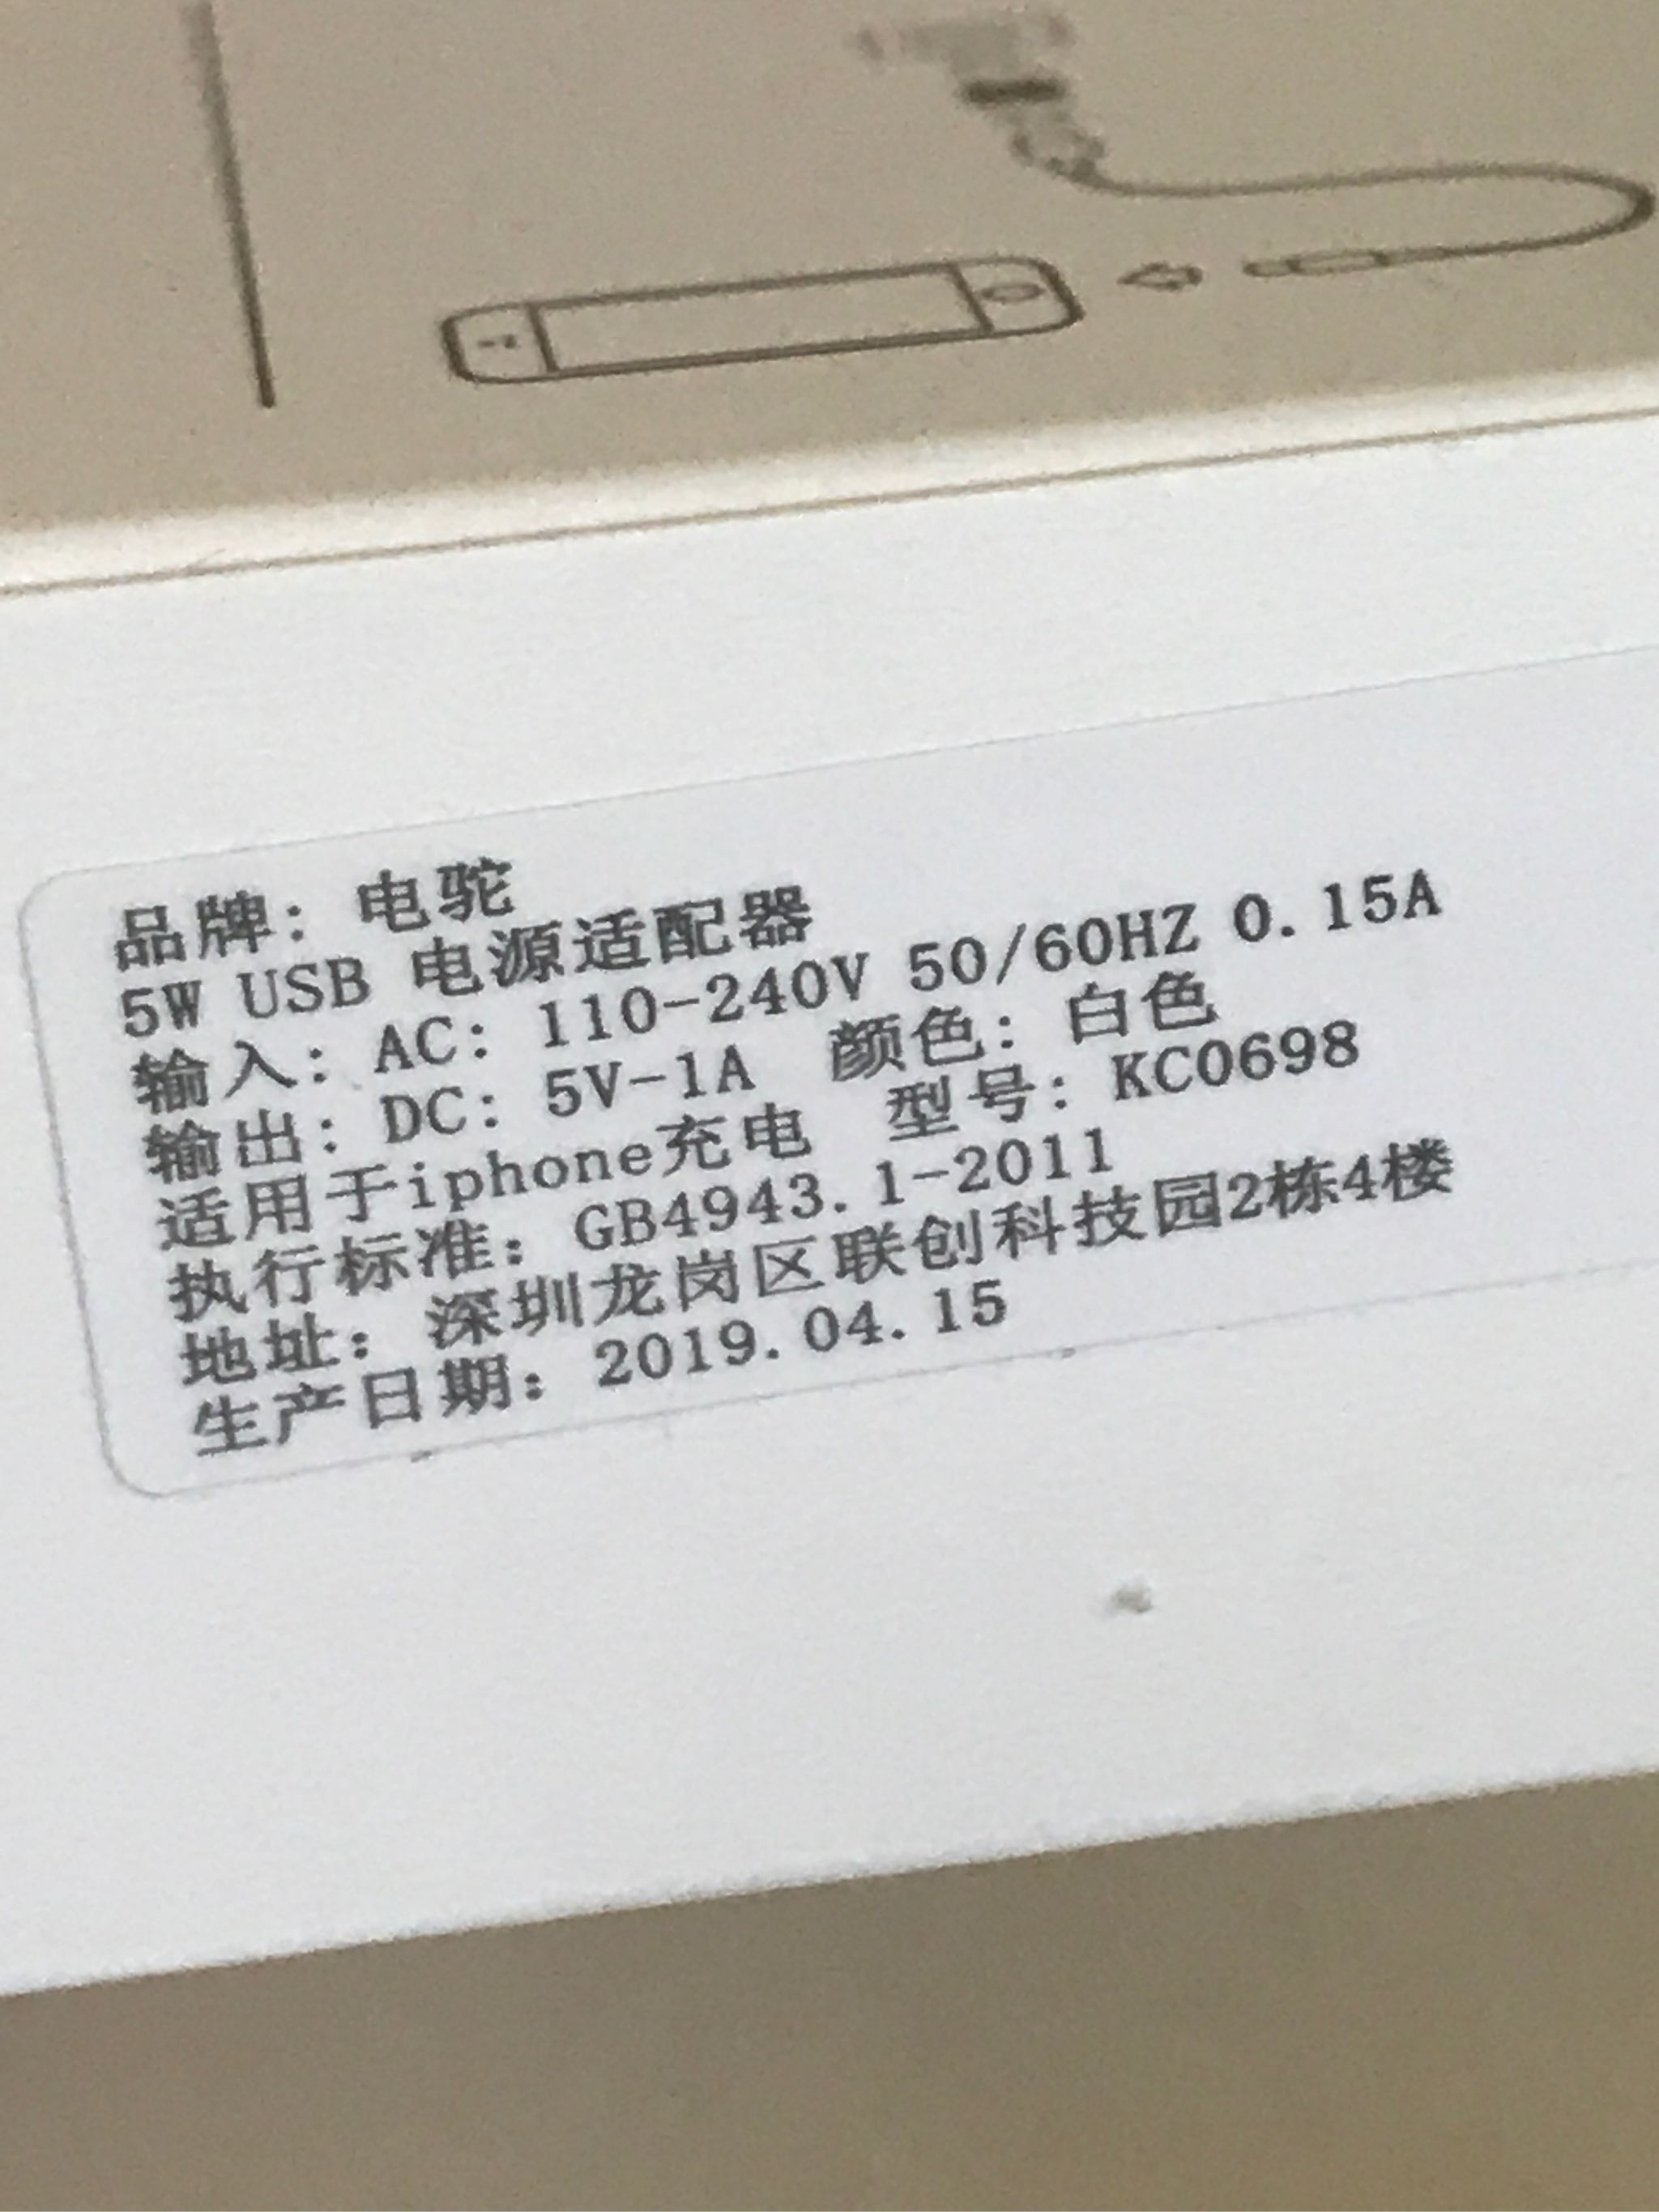 品牌：电驼
5W USB 电源适配器
输入：AC：110-240V 50/60HZ 0.15A
输出：DC：5V-1A 颜色：白色
适用于iphone充电 型号：KC0698
执行标准：GB4943.1-2011
地址：深圳龙岗区联创科技园2栋4楼
生产日期：2019.04.15